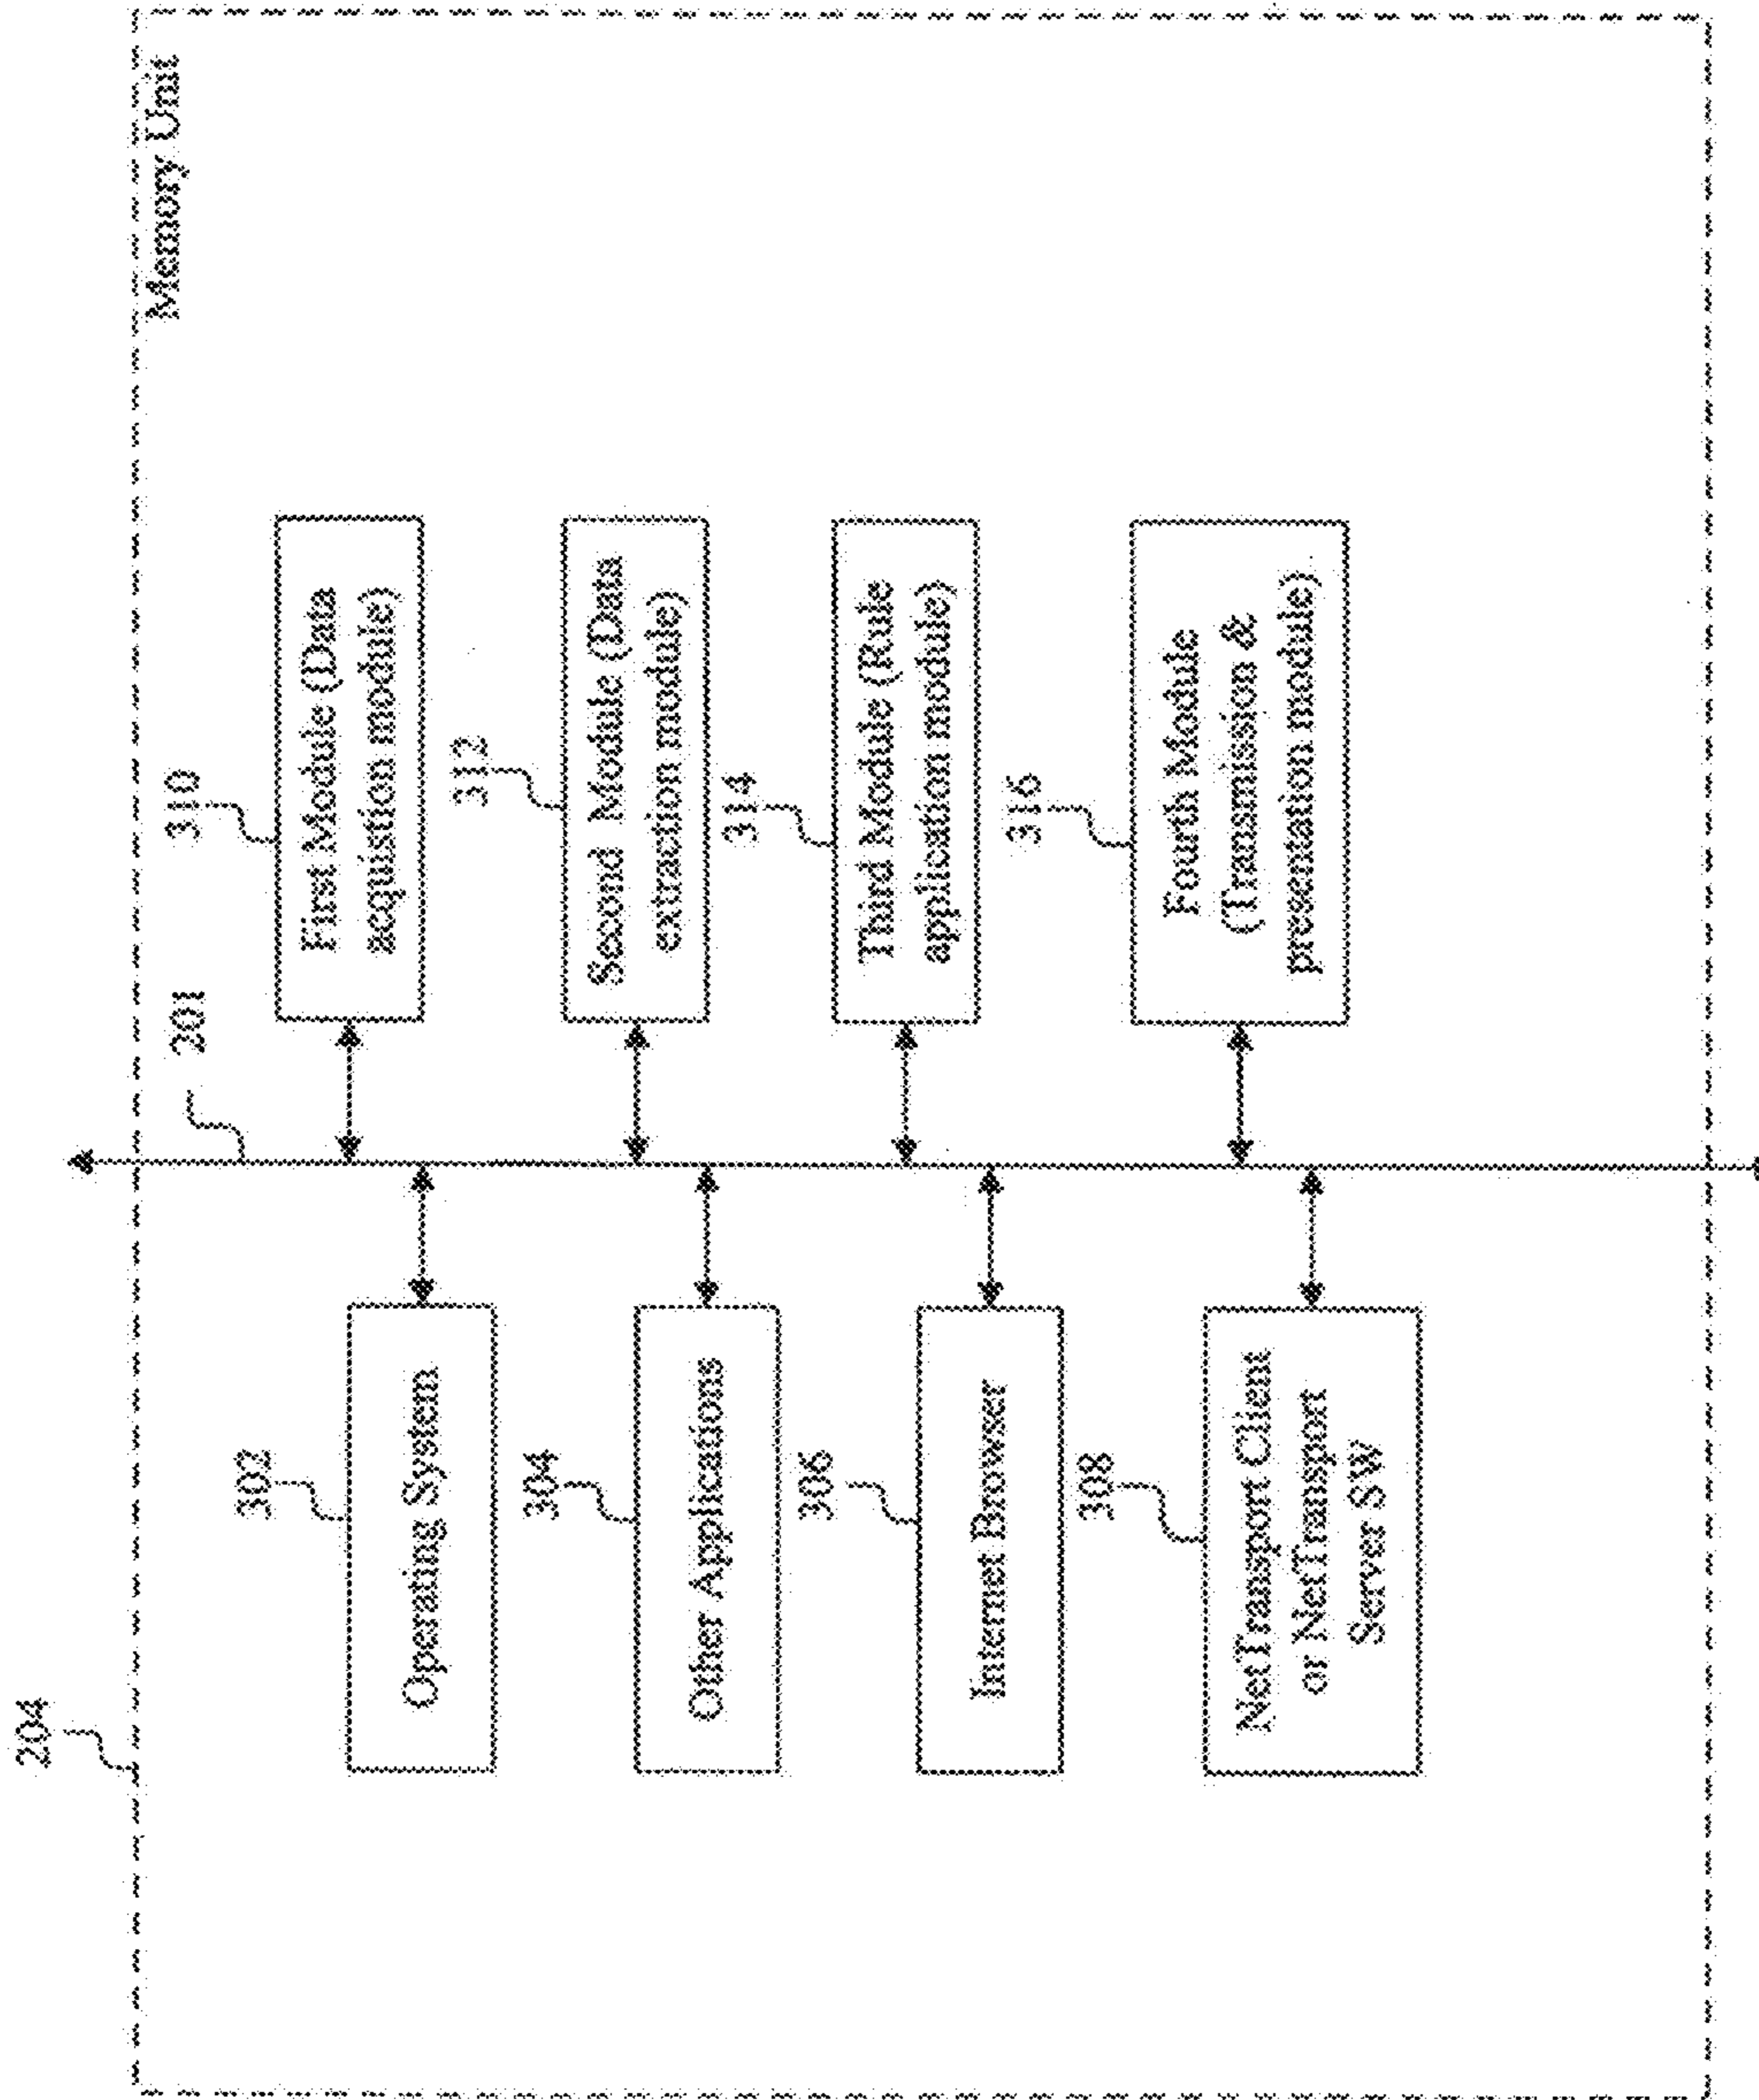 204
Memory Unit
201
302
Operating System
304
Other Applications
306
Internet Browser
308
NetTransport Client
or NetTransport
Server SW
310
First Module (Data
acquistion module)
312
Second Module (Data
extraction module)
314
Third Module (Rule
application module)
316
Fourth Module
(Transmission &
presentation module)